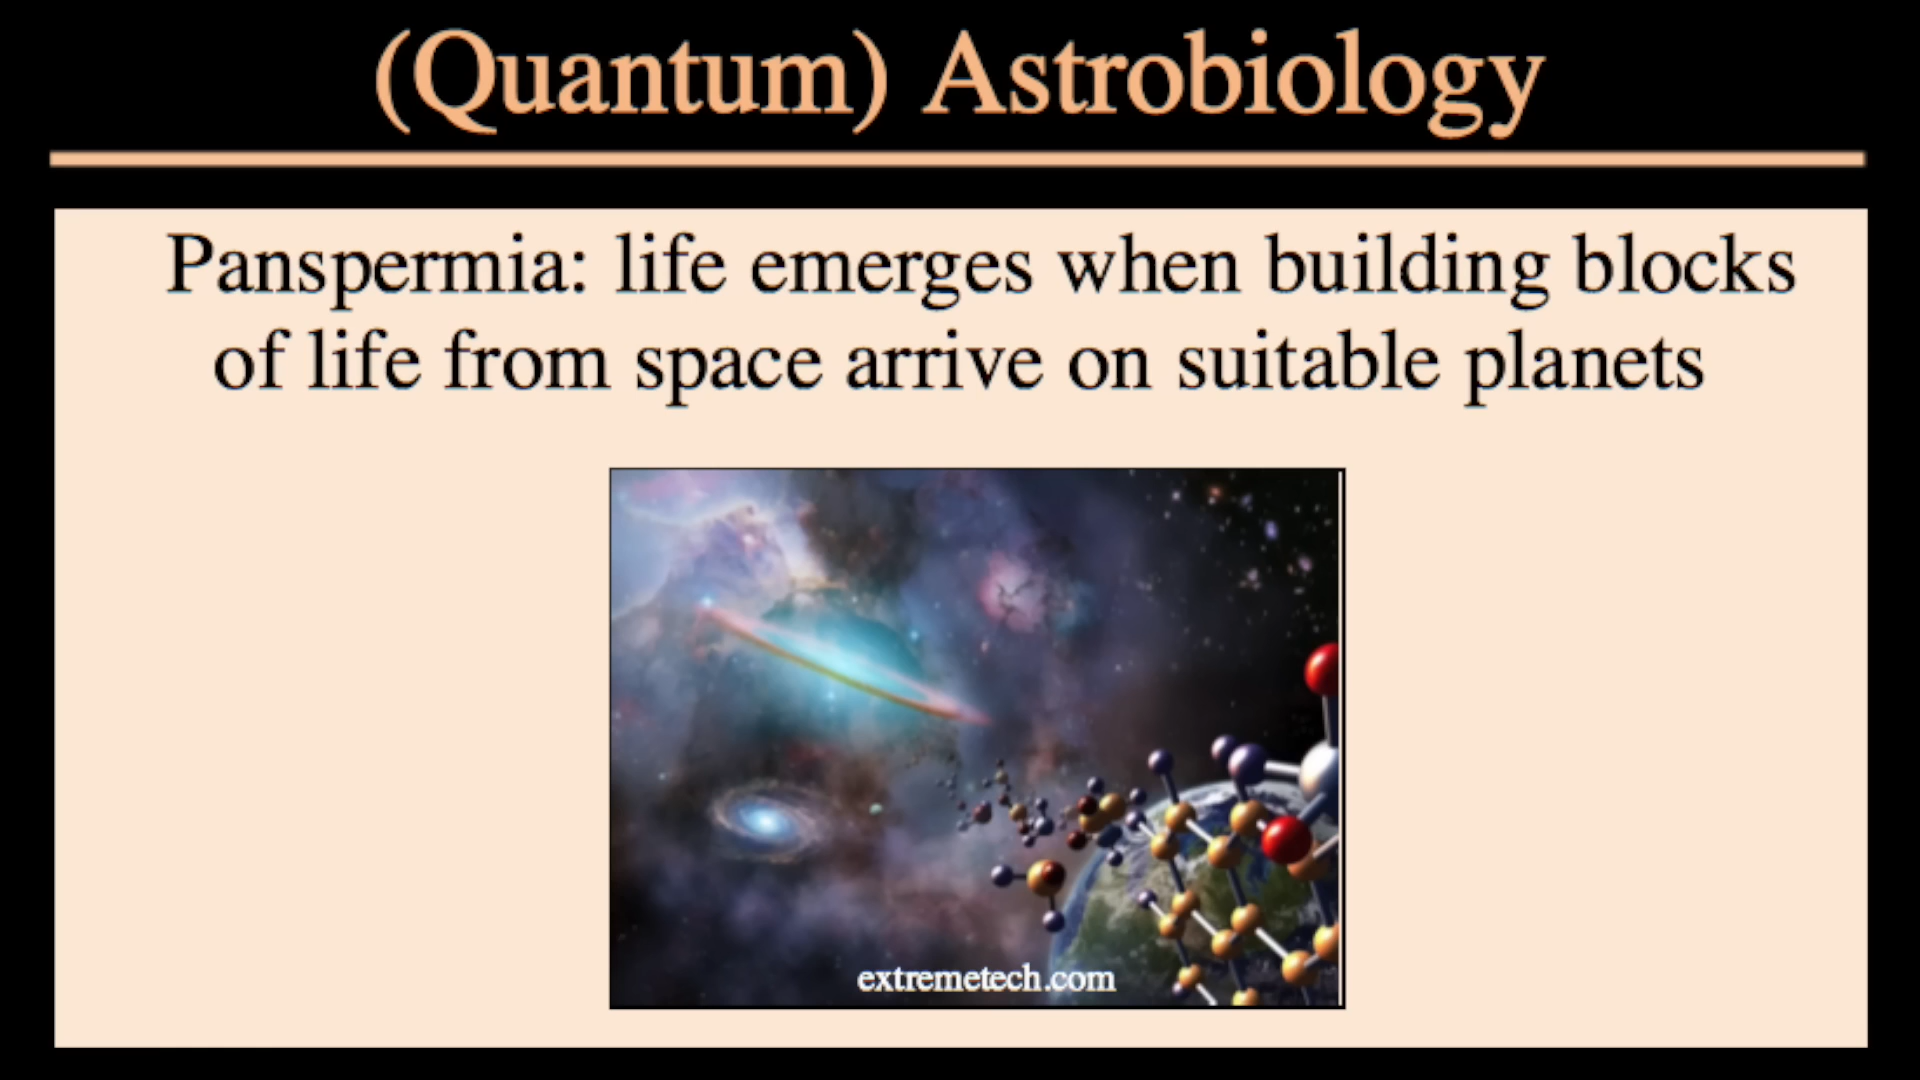 (Quantum) Astrobiology
Panspermia: life emerges when building blocks
of life from space arrive on suitable planets
extremetech.com